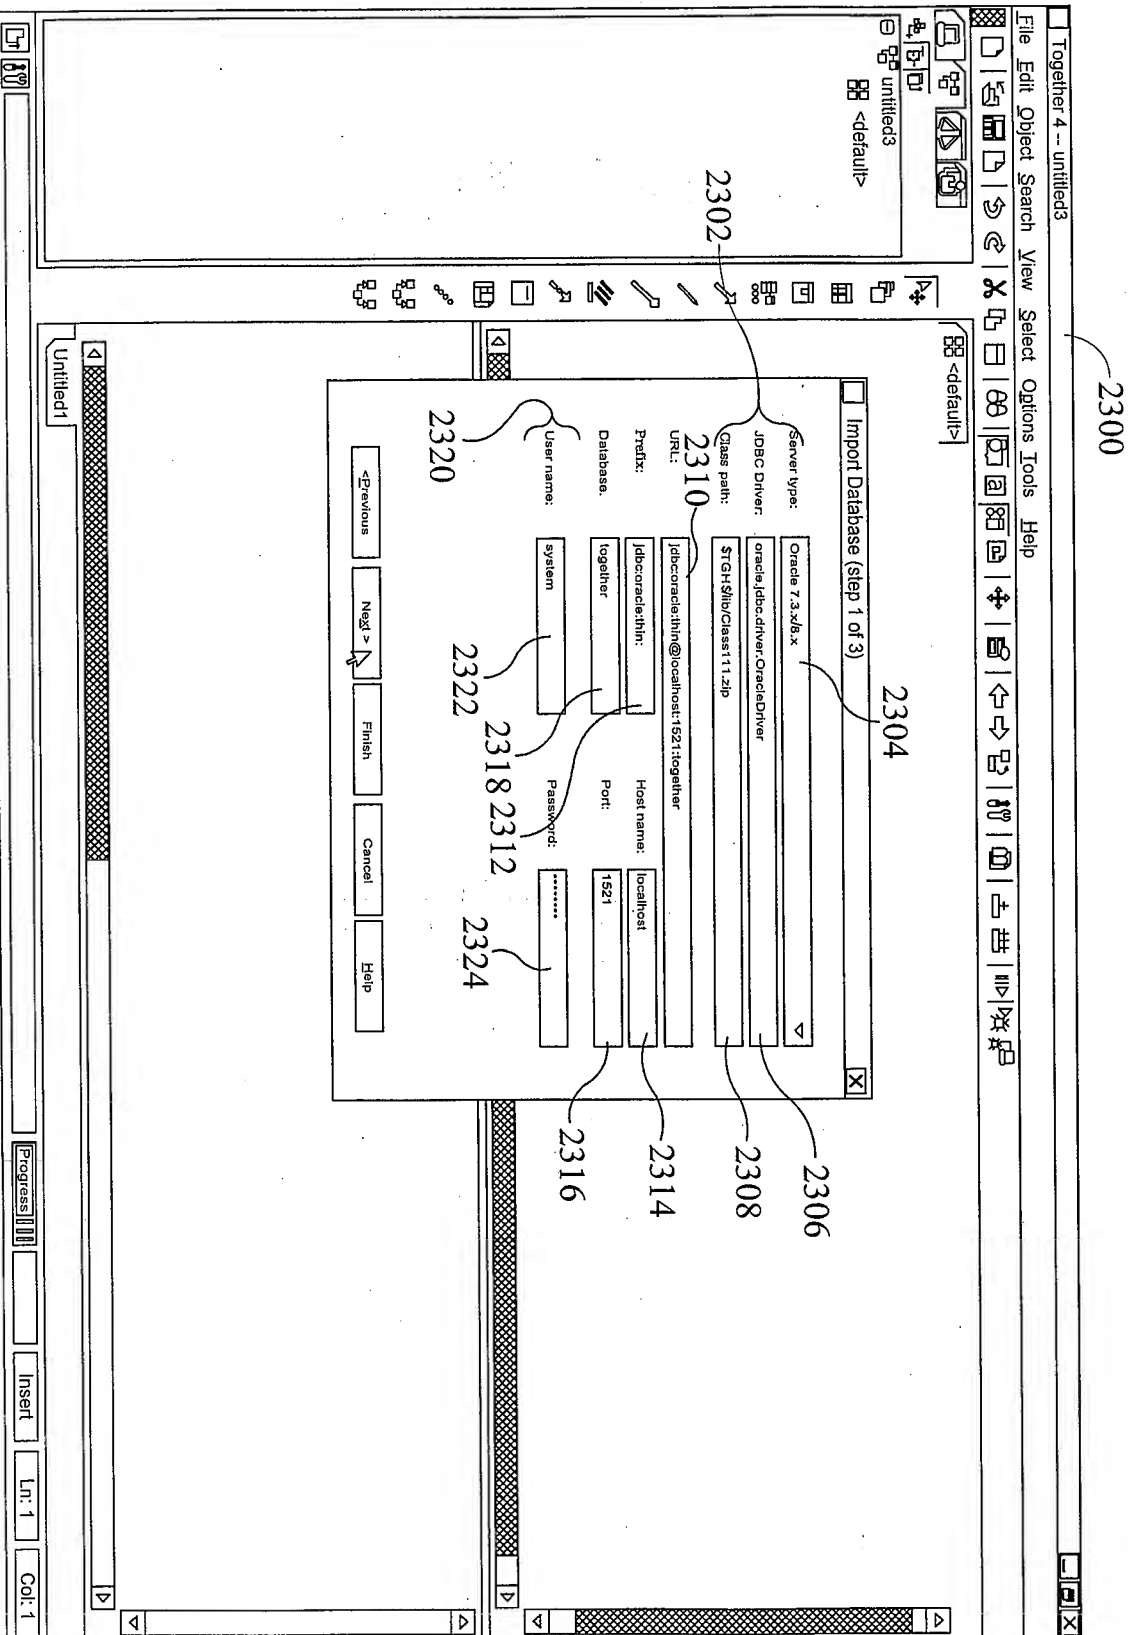 2300
Together 4 -- untitled3
File Edit Object Search View Select Options Tools Help
untitled3
<default>
<default>
2302
2304
Import Database (step 1 of 3)
Server type: Oracle 7.3.x/8.x
JDBC Driver: oracle.jdbc.driver.OracleDriver
2306
Class path: $TGH$/lib/Class111.zip
2308
2310
URL: jdbc:oracle:thin@localhost:1521:together
Prefix: jdbc:oracle:thin: Host name: localhost
2314
Database. together Port: 1521
2316
User name: system Password: ********
2320
2322
2318
2312
2324
<Previous Next > Finish Cancel Help
Untitled1
Progress Insert Ln: 1 Col: 1